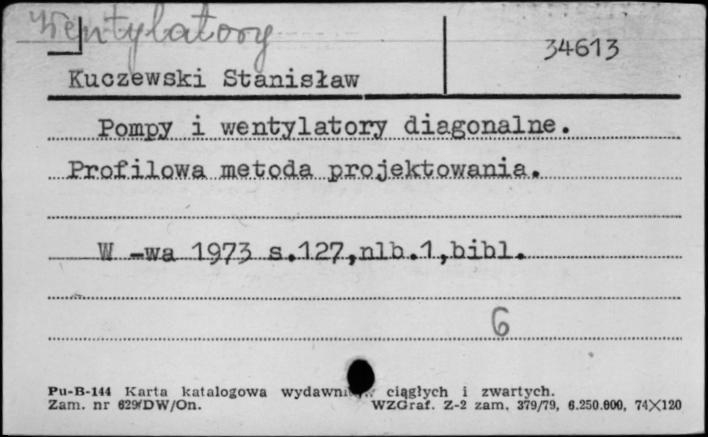 Wentylatory
34613
Kuczewski Stanisław
Pompy i wentylatory diagonalne.
Profilowa metoda projektowania.
W -wa 1973 s.127,nlb.1,bibl.
6
Pu-B-144 Karta katalogowa ciągłych i zwartych.
Zam. nr 629/DW/On. WZGraf. Z-2 zam. 379/79, 6.250.000, 74X120